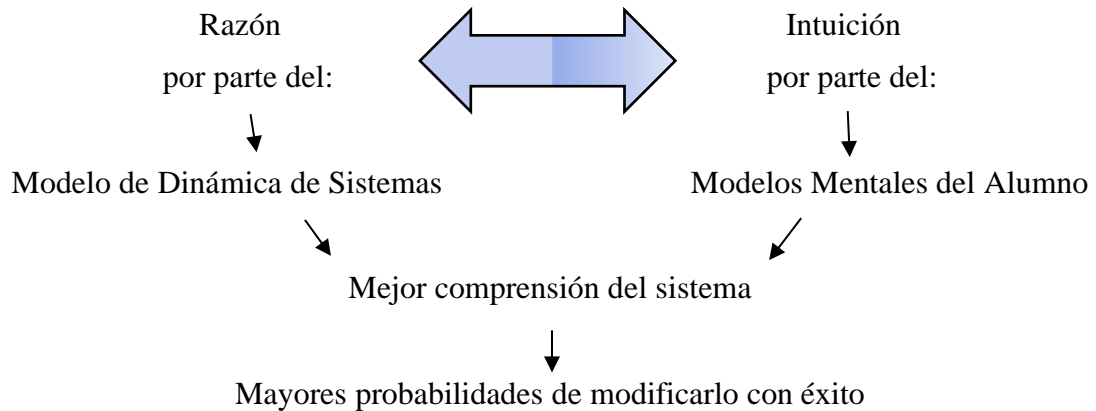 Razón
Intuición
por parte del:
por parte del:
Modelo de Dinámica de Sistemas
Modelos Mentales del Alumno
Mejor comprensión del sistema
Mayores probabilidades de modificarlo con éxito